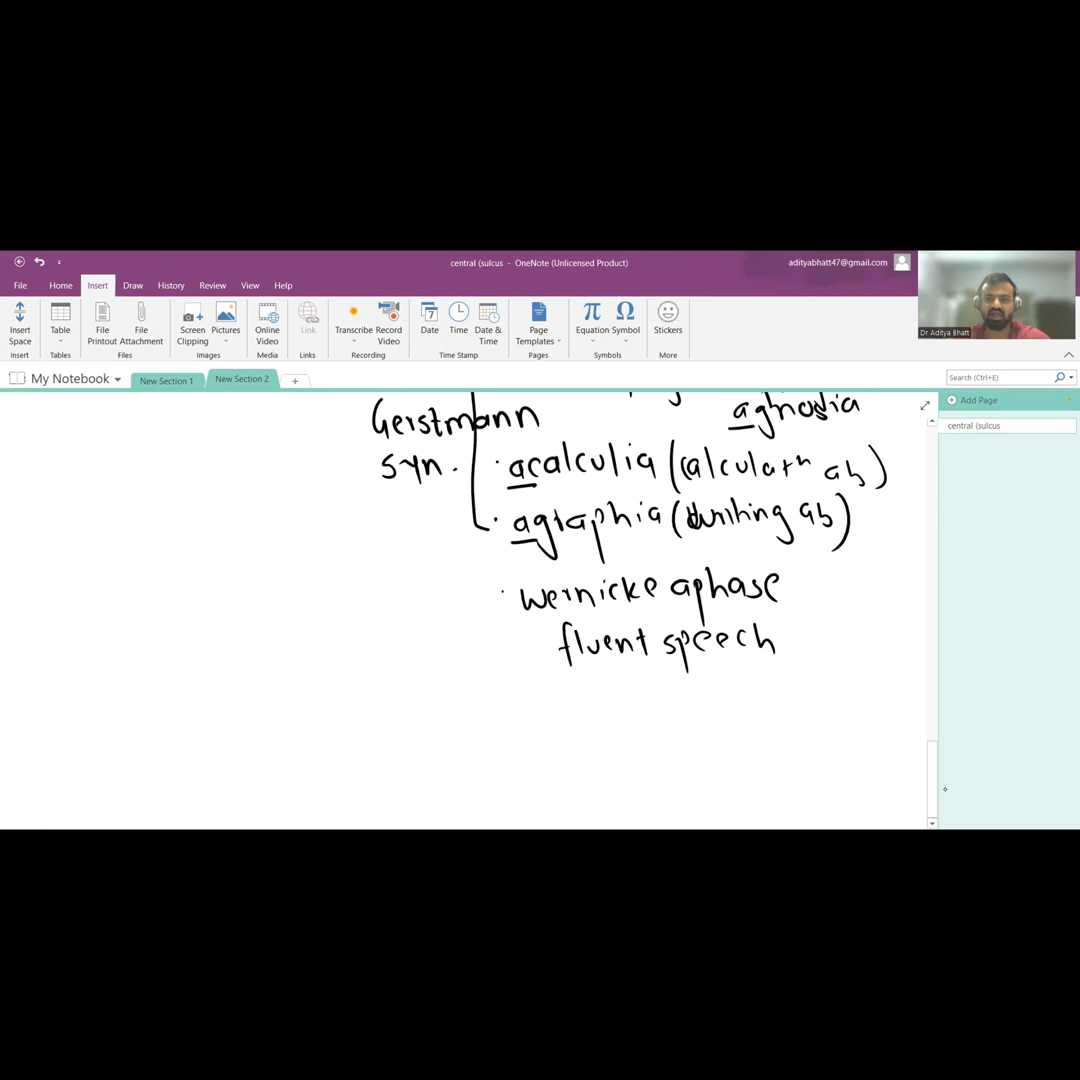 central (sulcus - OneNote (Unlicensed Product)
adityabhatt47@gmail.com
File Home Insert Draw History Review View Help
Insert Space
Table
File Printout
File Attachment
Screen Clipping
Pictures
Online Video
Link
Transcribe
Record Video
Date
Time
Date & Time
Page Templates
Equation
Symbol
Stickers
Insert Tables Files Images Media Links Recording Time Stamp Pages Symbols More
Dr Aditya Bhatt
My Notebook New Section 1 New Section 2 +
Search (Ctrl+E)
Add Page
central (sulcus
agnosia
Gerstmann
syn.
· acalculia (calculatn ab)
· agraphia (writing ab)
· wernicke aphase
fluent speech